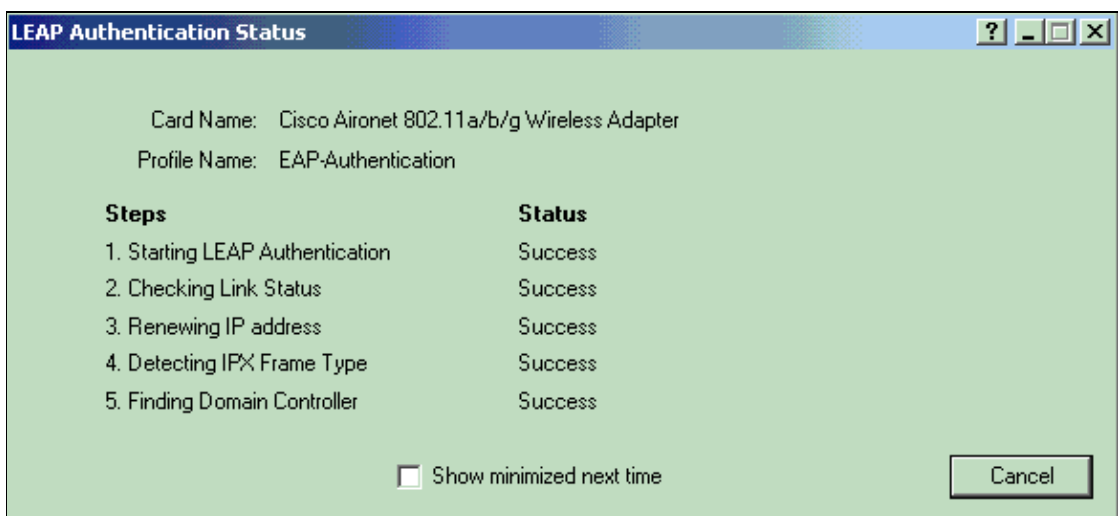 LEAP Authentication Status
Card Name: Cisco Aironet 802.11a/b/g Wireless Adapter
Profile Name: EAP-Authentication
Steps Status
1. Starting LEAP Authentication Success
2. Checking Link Status Success
3. Renewing IP address Success
4. Detecting IPX Frame Type Success
5. Finding Domain Controller Success
Show minimized next time Cancel